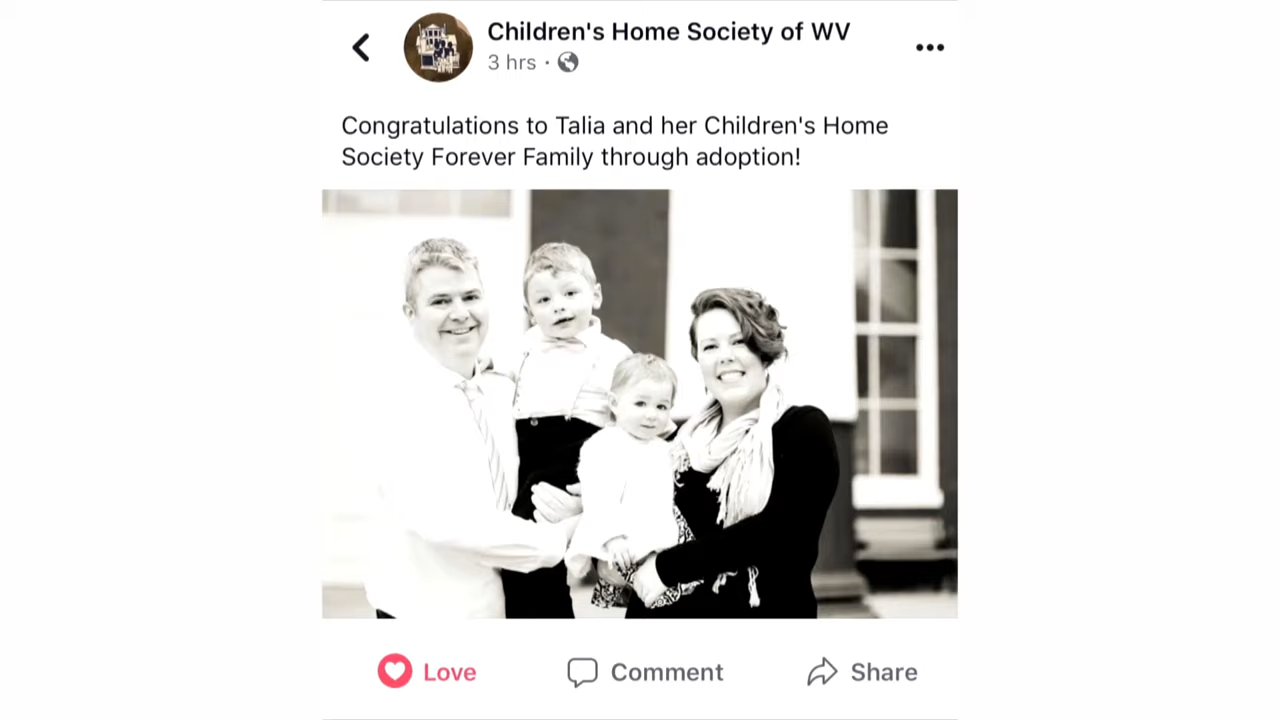 Children's Home Society of WV
3 hrs ·
Congratulations to Talia and her Children's Home
Society Forever Family through adoption!
Love
Comment
Share